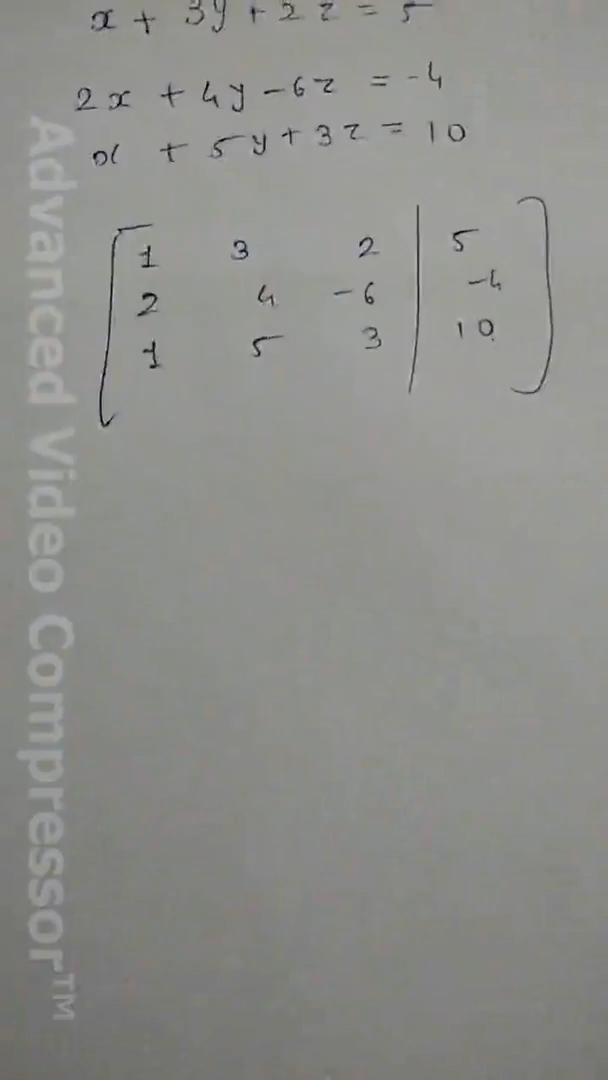 x + 3y + 2z = 5
2x + 4y - 6z = -4
x + 5y + 3z = 10
1 3 2 | 5
2 4 -6 | -4
1 5 3 | 10
Advanced Video Compressor™